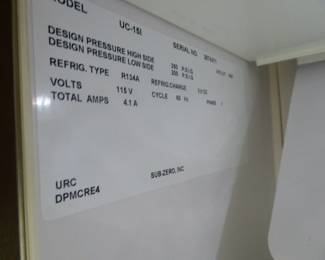 MODEL UC-15I SERIAL NO.
DESIGN PRESSURE HIGH SIDE P.S.I.G
DESIGN PRESSURE LOW SIDE P.S.I.G
REFRIG. TYPE R134A REFRIG.CHARGE
VOLTS 115 V CYCLE 60
TOTAL AMPS 4.1 A
URC SUB-ZERO, INC
DPMCRE4